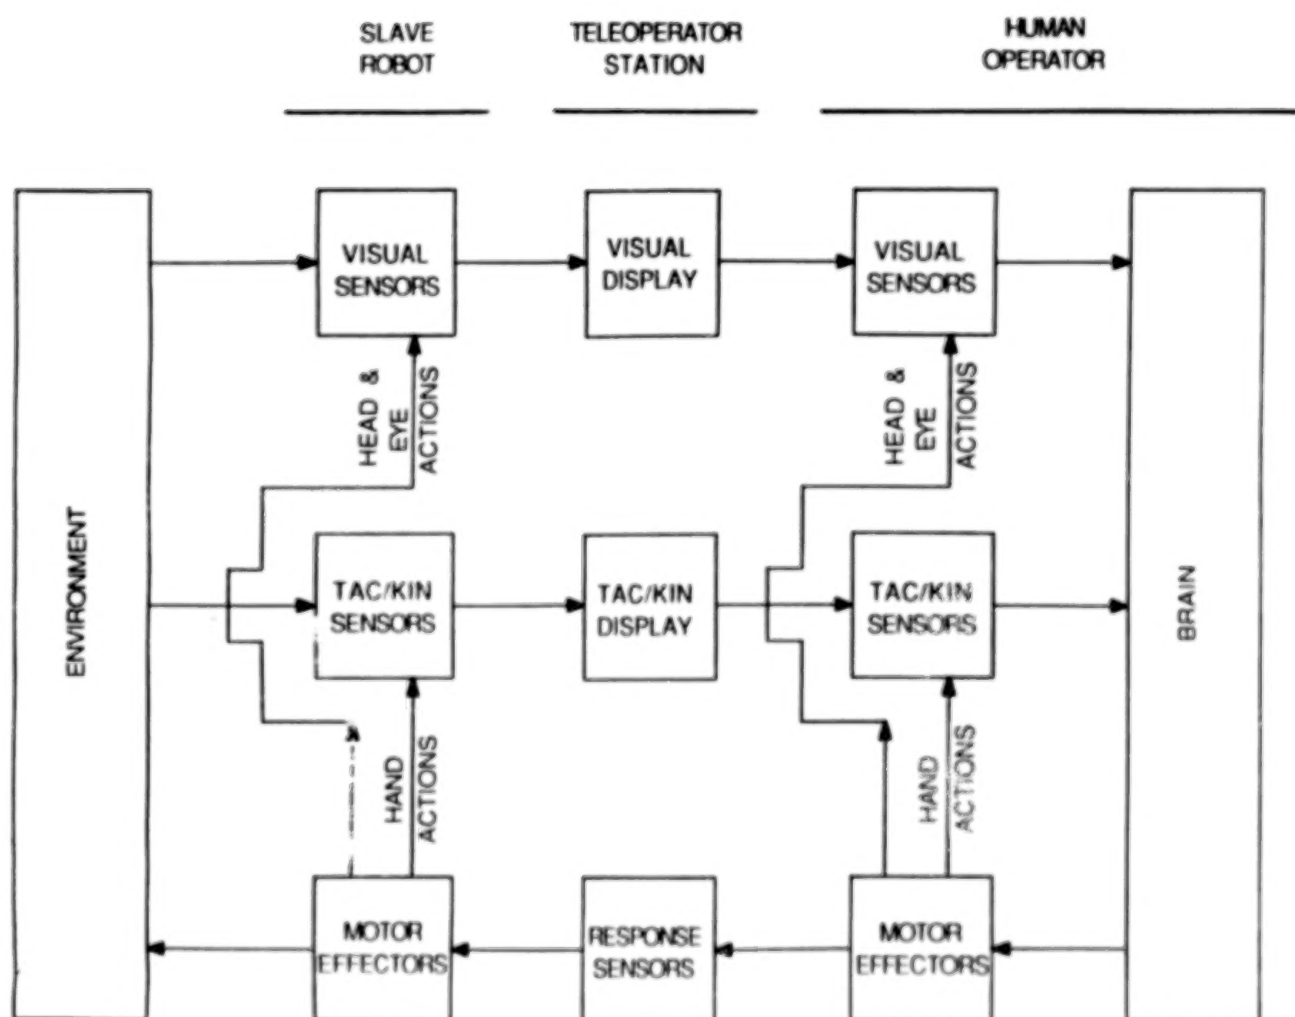 SLAVE
ROBOT
TELEOPERATOR
STATION
HUMAN
OPERATOR
ENVIRONMENT
VISUAL
SENSORS
VISUAL
DISPLAY
VISUAL
SENSORS
BRAIN
HEAD &
EYE
ACTIONS
HEAD &
EYE
ACTIONS
TAC/KIN
SENSORS
TAC/KIN
DISPLAY
TAC/KIN
SENSORS
HAND
ACTIONS
HAND
ACTIONS
MOTOR
EFFECTORS
RESPONSE
SENSORS
MOTOR
EFFECTORS